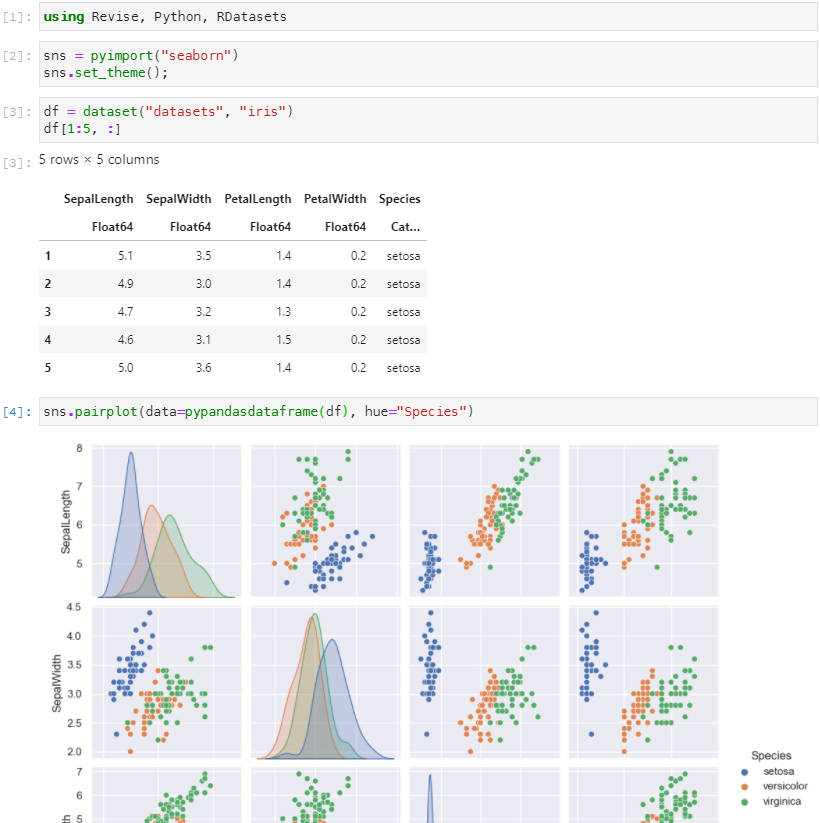 [1]: using Revise, Python, RDatasets
[2]: sns = pyimport("seaborn")
sns.set_theme();
[3]: df = dataset("datasets", "iris")
df[1:5, :]
[3]: 5 rows × 5 columns
SepalLength SepalWidth PetalLength PetalWidth Species
Float64 Float64 Float64 Float64 Cat…
1 5.1 3.5 1.4 0.2 setosa
2 4.9 3.0 1.4 0.2 setosa
3 4.7 3.2 1.3 0.2 setosa
4 4.6 3.1 1.5 0.2 setosa
5 5.0 3.6 1.4 0.2 setosa
[4]: sns.pairplot(data=pypandasdataframe(df), hue="Species")
8
7
6
5
SepalLength
4.5
4.0
3.5
3.0
2.5
2.0
SepalWidth
7
6
5
Species
setosa
versicolor
virginica